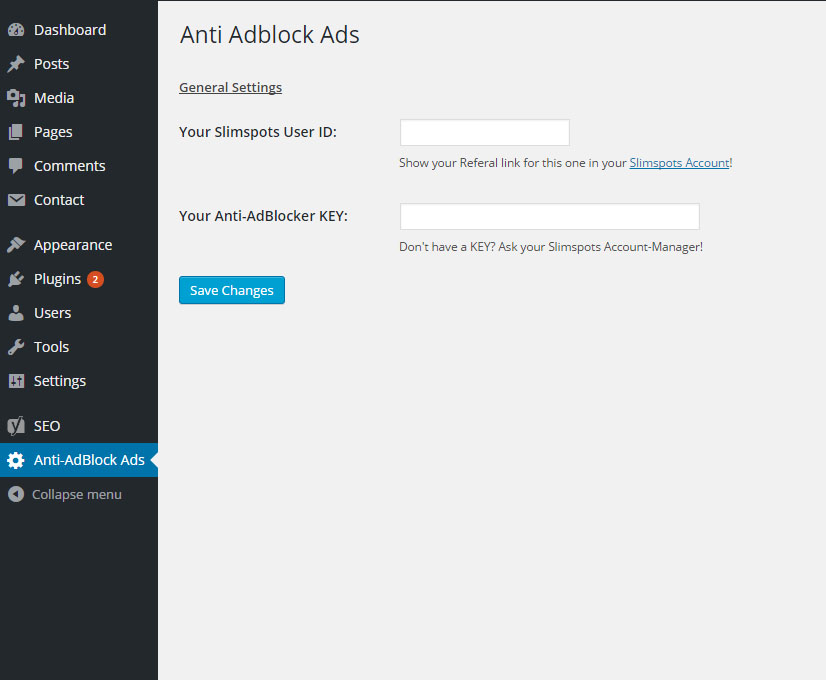 Dashboard
Posts
Media
Pages
Comments
Contact
Appearance
Plugins 2
Users
Tools
Settings
SEO
Anti-AdBlock Ads
Collapse menu
Anti Adblock Ads
General Settings
Your Slimspots User ID:
Show your Referal link for this one in your Slimspots Account!
Your Anti-AdBlocker KEY:
Don't have a KEY? Ask your Slimspots Account-Manager!
Save Changes